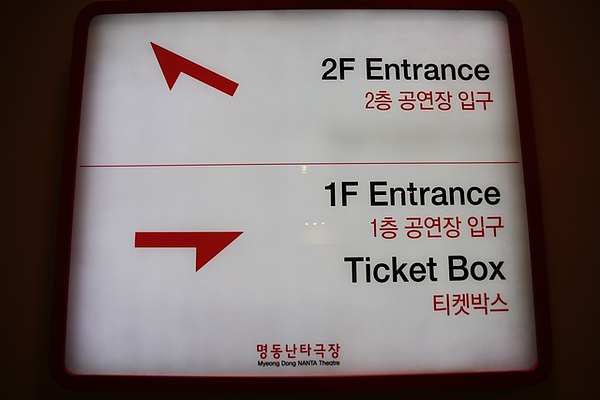 2F Entrance
2층 공연장 입구
1F Entrance
1층 공연장 입구
Ticket Box
티켓박스
명동난타극장
Myeong Dong NANTA Theatre